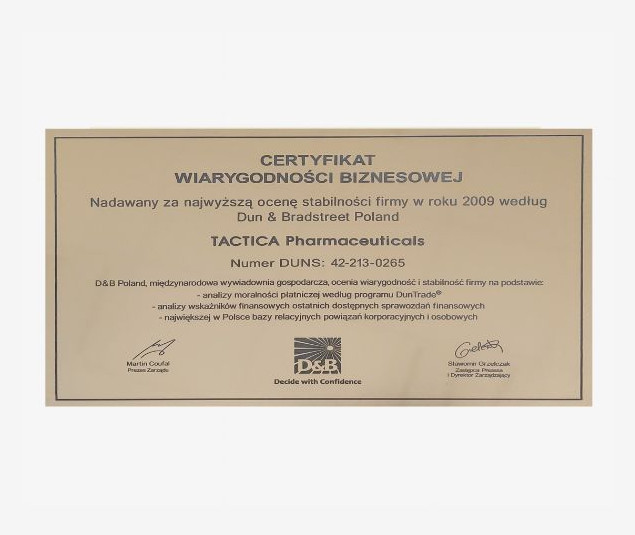 CERTYFIKAT
WIARYGODNOŚCI BIZNESOWEJ
Nadawany za najwyższą ocenę stabilności firmy w roku 2009 według
Dun & Bradstreet Poland
TACTICA Pharmaceuticals
Numer DUNS: 42-213-0265
D&B Poland, międzynarodowa wywiadownia gospodarcza, ocenia wiarygodność i stabilność firmy na podstawie:
- analizy moralności płatniczej według programu DunTrade®
- analizy wskaźników finansowych ostatnich dostępnych sprawozdań finansowych
- największej w Polsce bazy relacyjnych powiązań korporacyjnych i osobowych
Martin Coufal
Prezes Zarządu
D&B
Decide with Confidence
Sławomir Grzelczak
Zastępca Prezesa
i Dyrektor Zarządzający